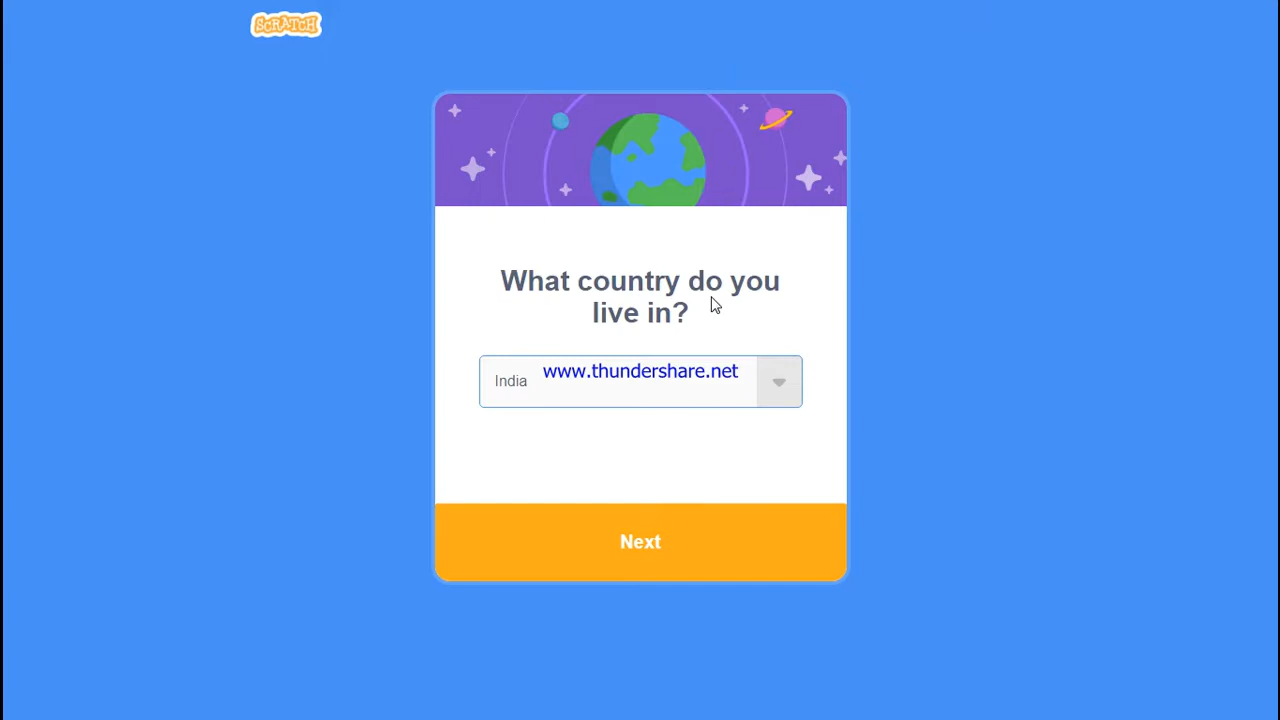 SCRATCH
What country do you
live in?
www.thundershare.net
India
Next